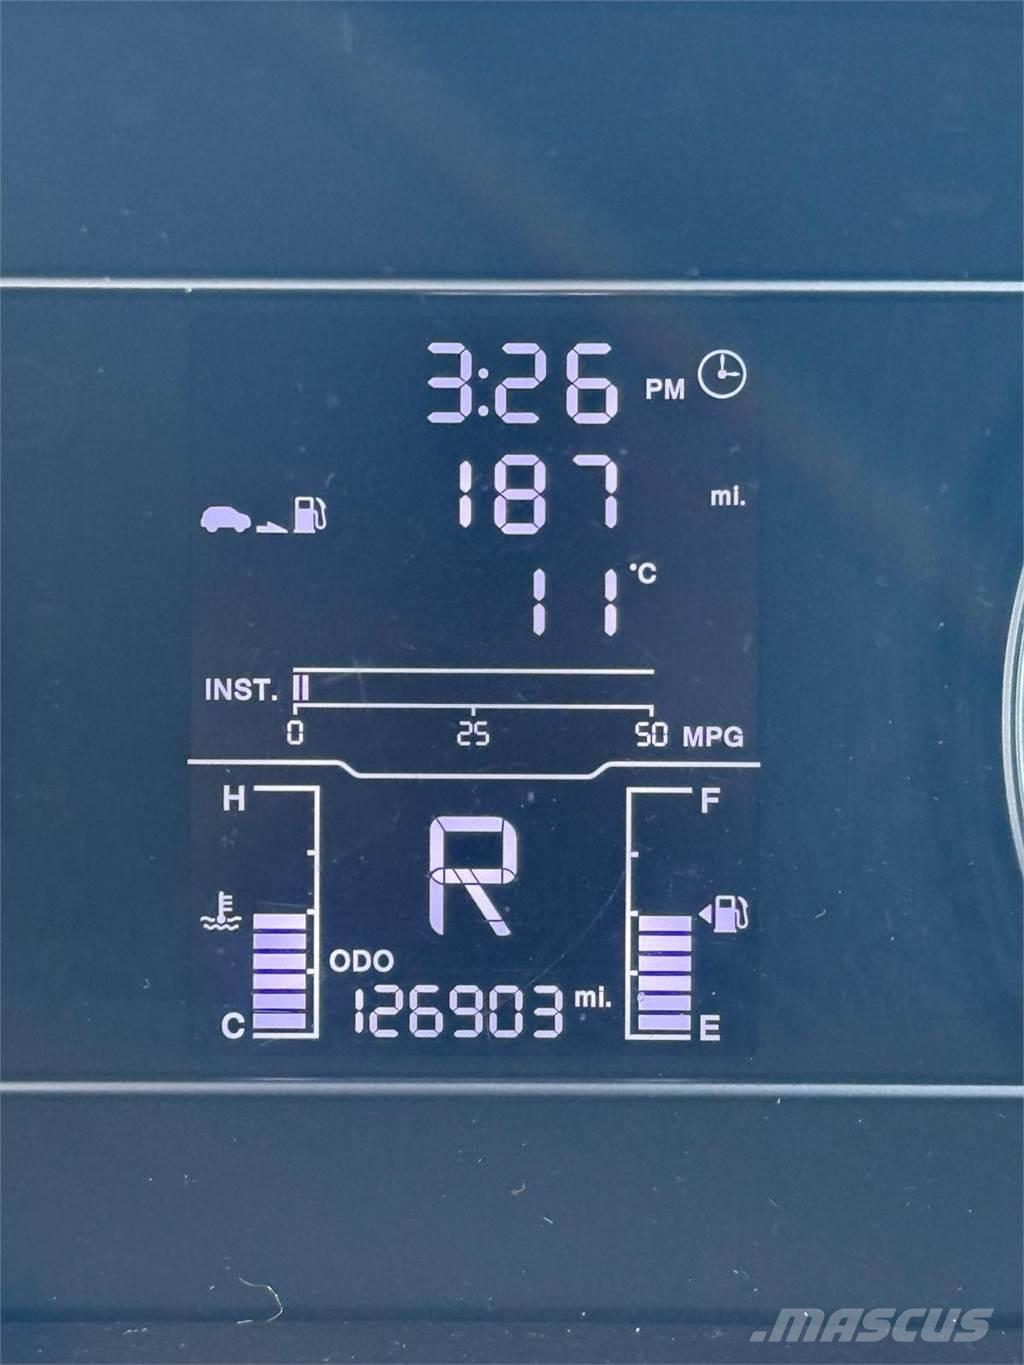 3:26 PM
187 mi.
11 °C
INST.
0 25 50 MPG
H F
R
ODO
126903 mi.
C E
.MASCUS